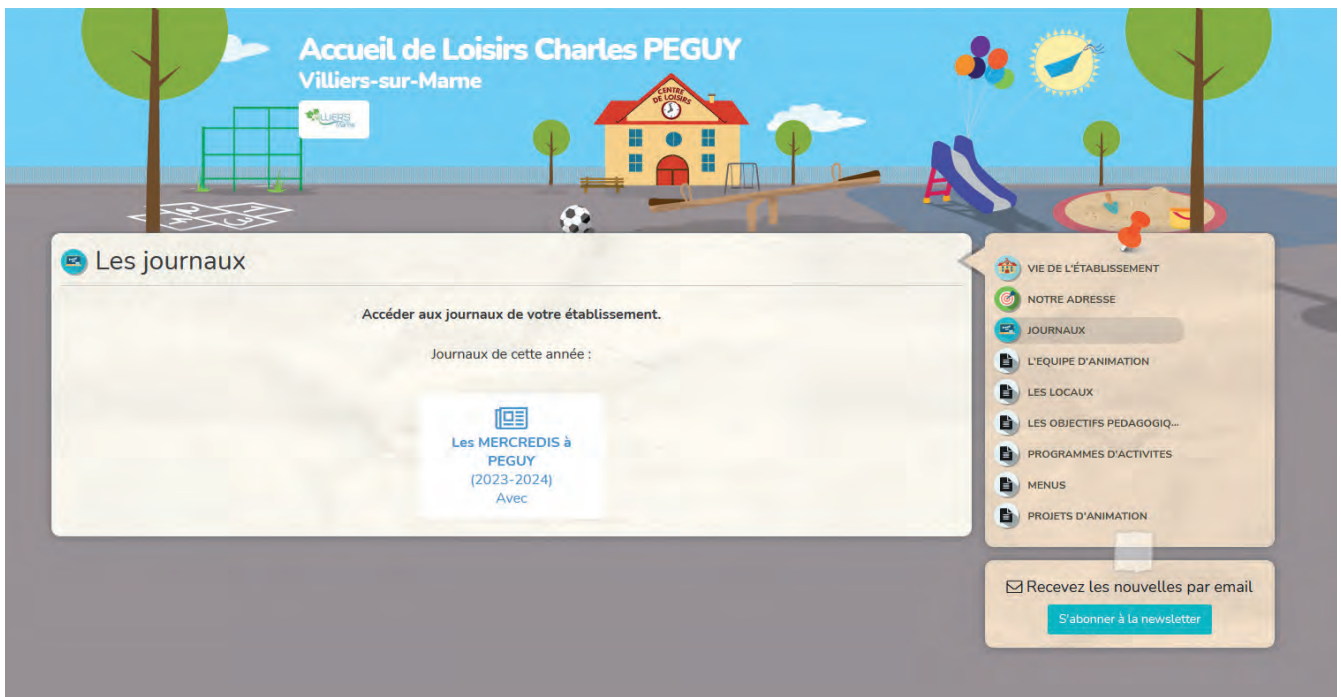 Accueil de Loisirs Charles PEGUY
Villiers-sur-Marne
CENTRE
DE LOISIRS
Les journaux
Accéder aux journaux de votre établissement.
Journaux de cette année :
Les MERCREDIS à
PEGUY
(2023-2024)
Avec
VIE DE L'ÉTABLISSEMENT
NOTRE ADRESSE
JOURNAUX
L'EQUIPE D'ANIMATION
LES LOCAUX
LES OBJECTIFS PEDAGOGIQ...
PROGRAMMES D'ACTIVITES
MENUS
PROJETS D'ANIMATION
Recevez les nouvelles par email
S'abonner à la newsletter